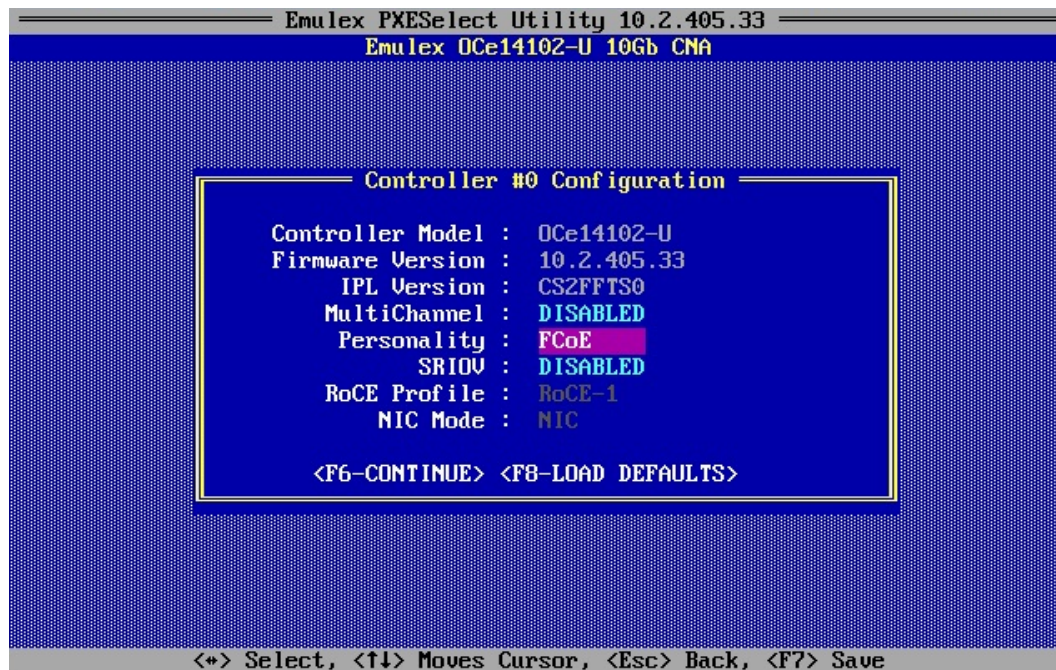 Emulex PXESelect Utility 10.2.405.33
Emulex OCe14102-U 10Gb CNA
Controller #0 Configuration
Controller Model : OCe14102-U
Firmware Version : 10.2.405.33
IPL Version : CS2FFTS0
MultiChannel : DISABLED
Personality : FCoE
SRIOV : DISABLED
RoCE Profile : RoCE-1
NIC Mode : NIC
<F6-CONTINUE> <F8-LOAD DEFAULTS>
<↔> Select, <↑↓> Moves Cursor, <Esc> Back, <F7> Save